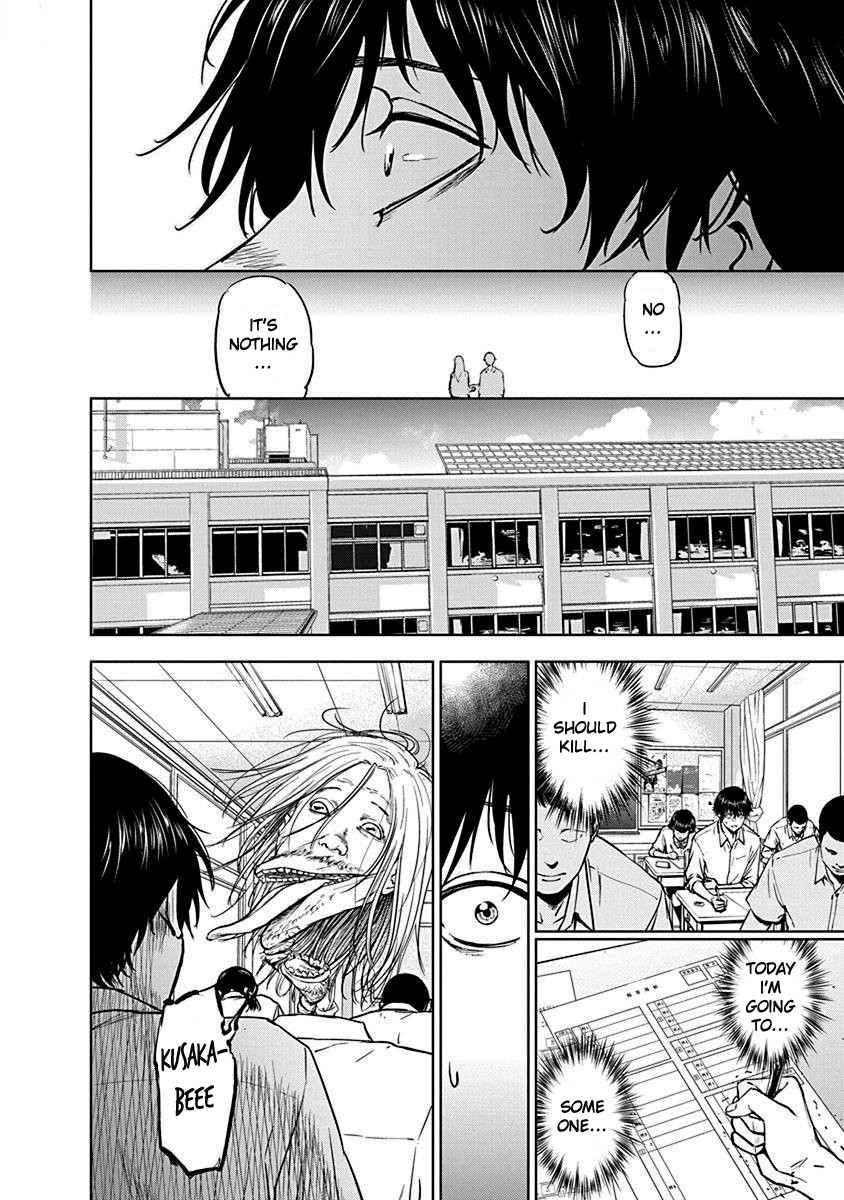 NO
...
IT'S
NOTHING
...
I
SHOULD
KILL...
TODAY
I'M
GOING
TO...
SOME
ONE...
KUSAKA-
BEEE